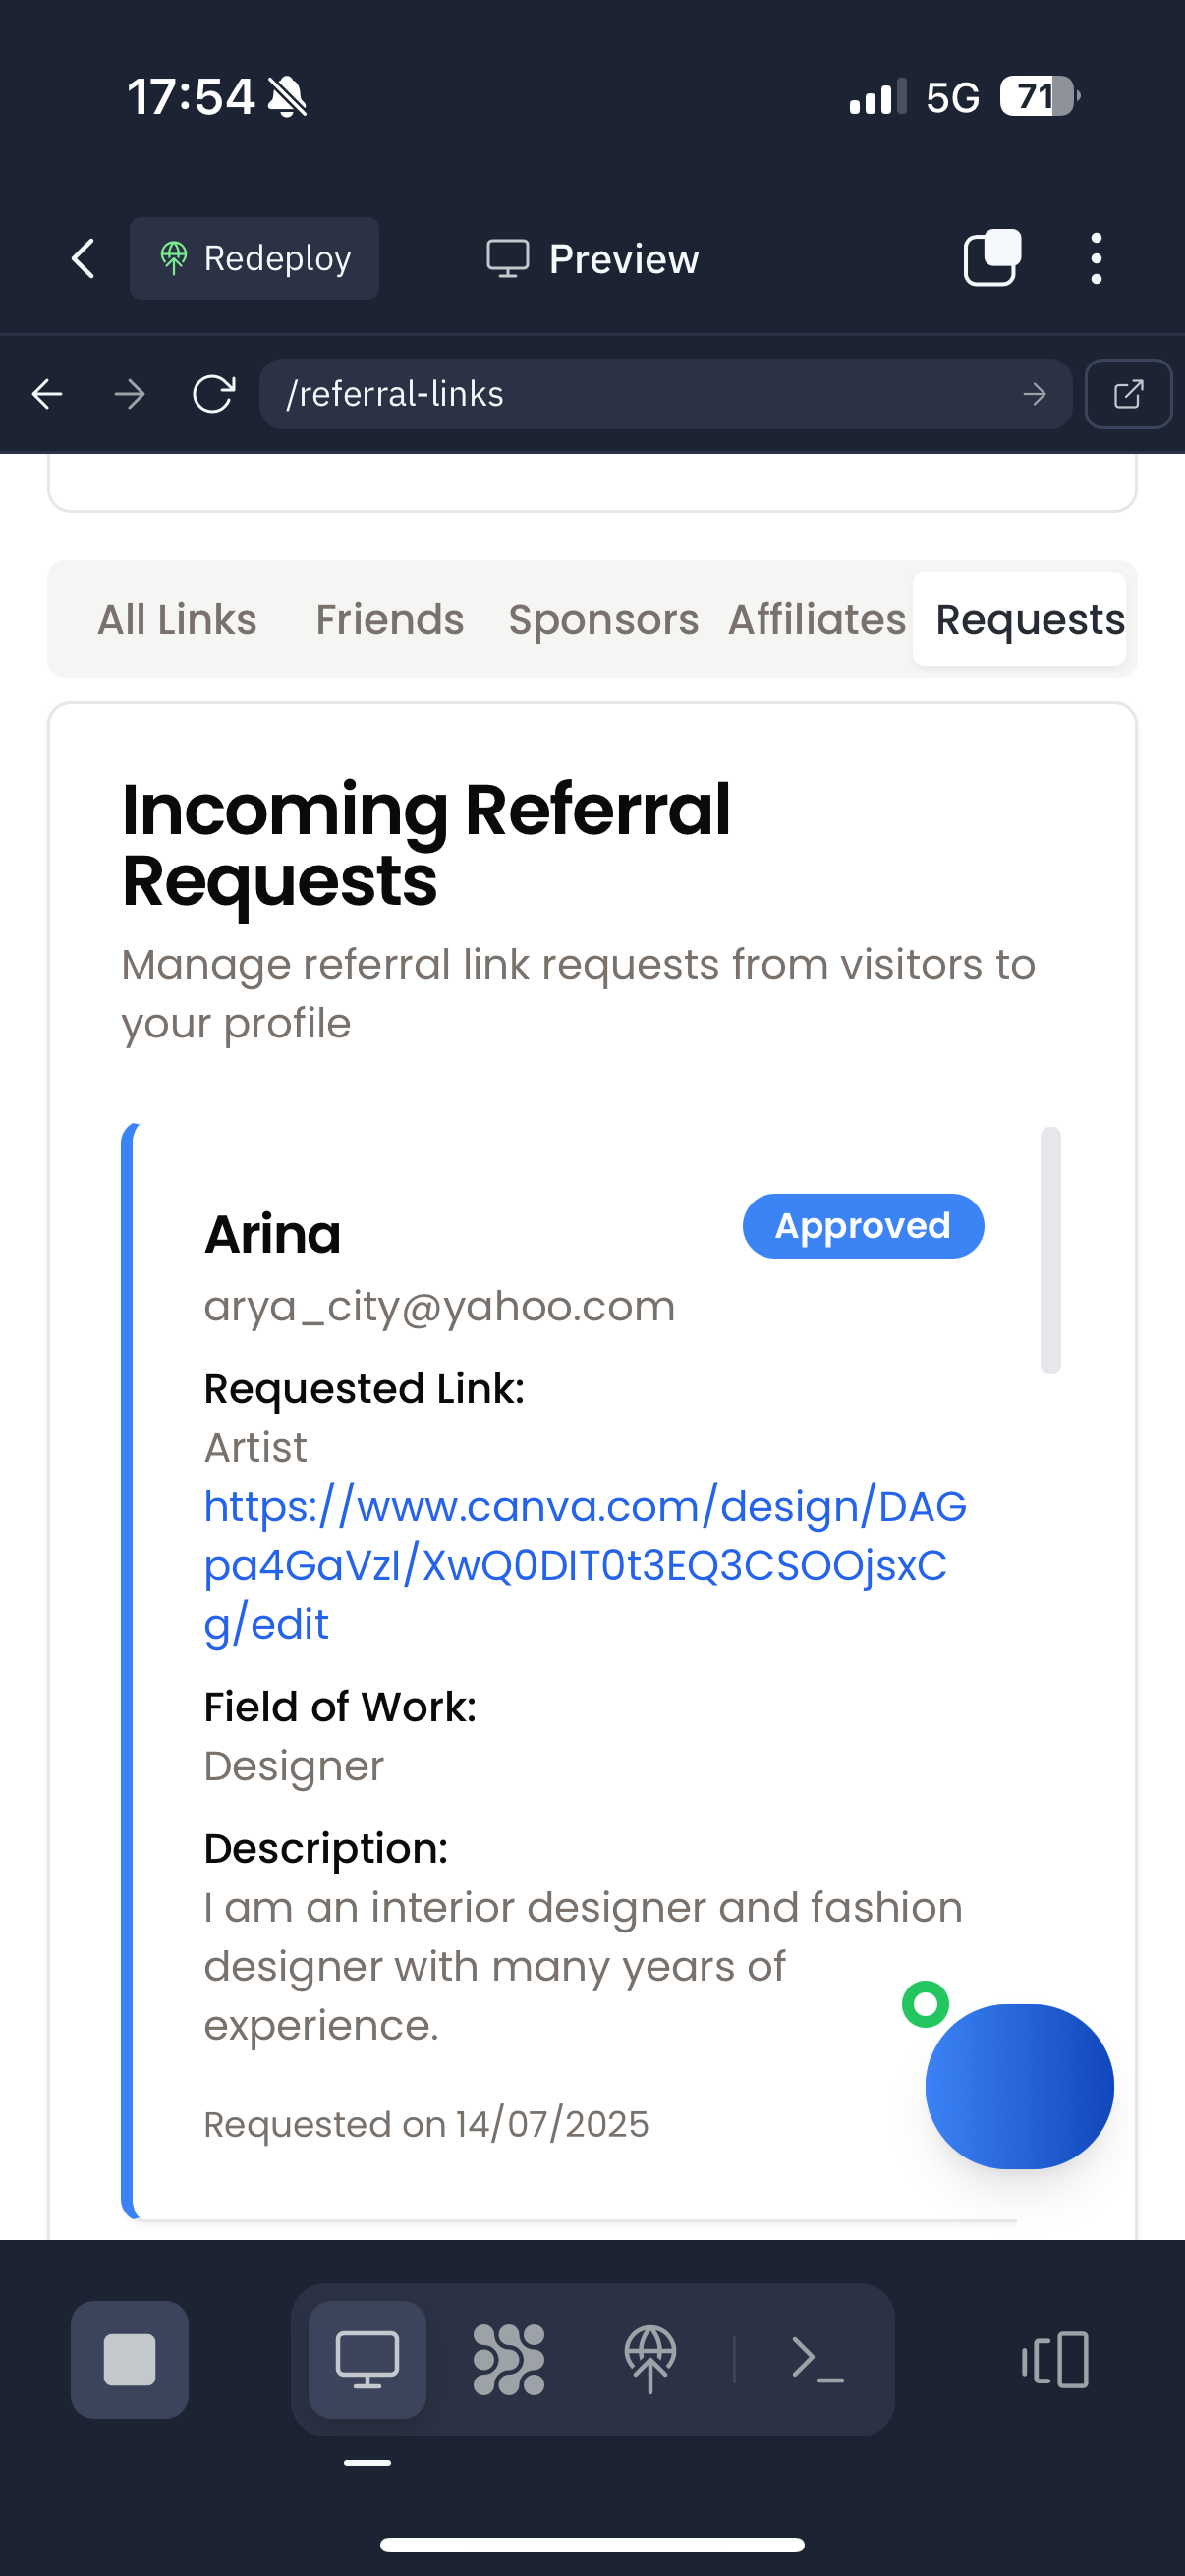 17:54
5G
71
Redeploy
Preview
/referral-links
All Links
Friends
Sponsors
Affiliates
Requests
Incoming Referral
Requests
Manage referral link requests from visitors to
your profile
Arina
Approved
arya_city@yahoo.com
Requested Link:
Artist
https://www.canva.com/design/DAG
pa4GaVzI/XwQ0DIT0t3EQ3CSOOjsxC
g/edit
Field of Work:
Designer
Description:
I am an interior designer and fashion
designer with many years of
experience.
Requested on 14/07/2025